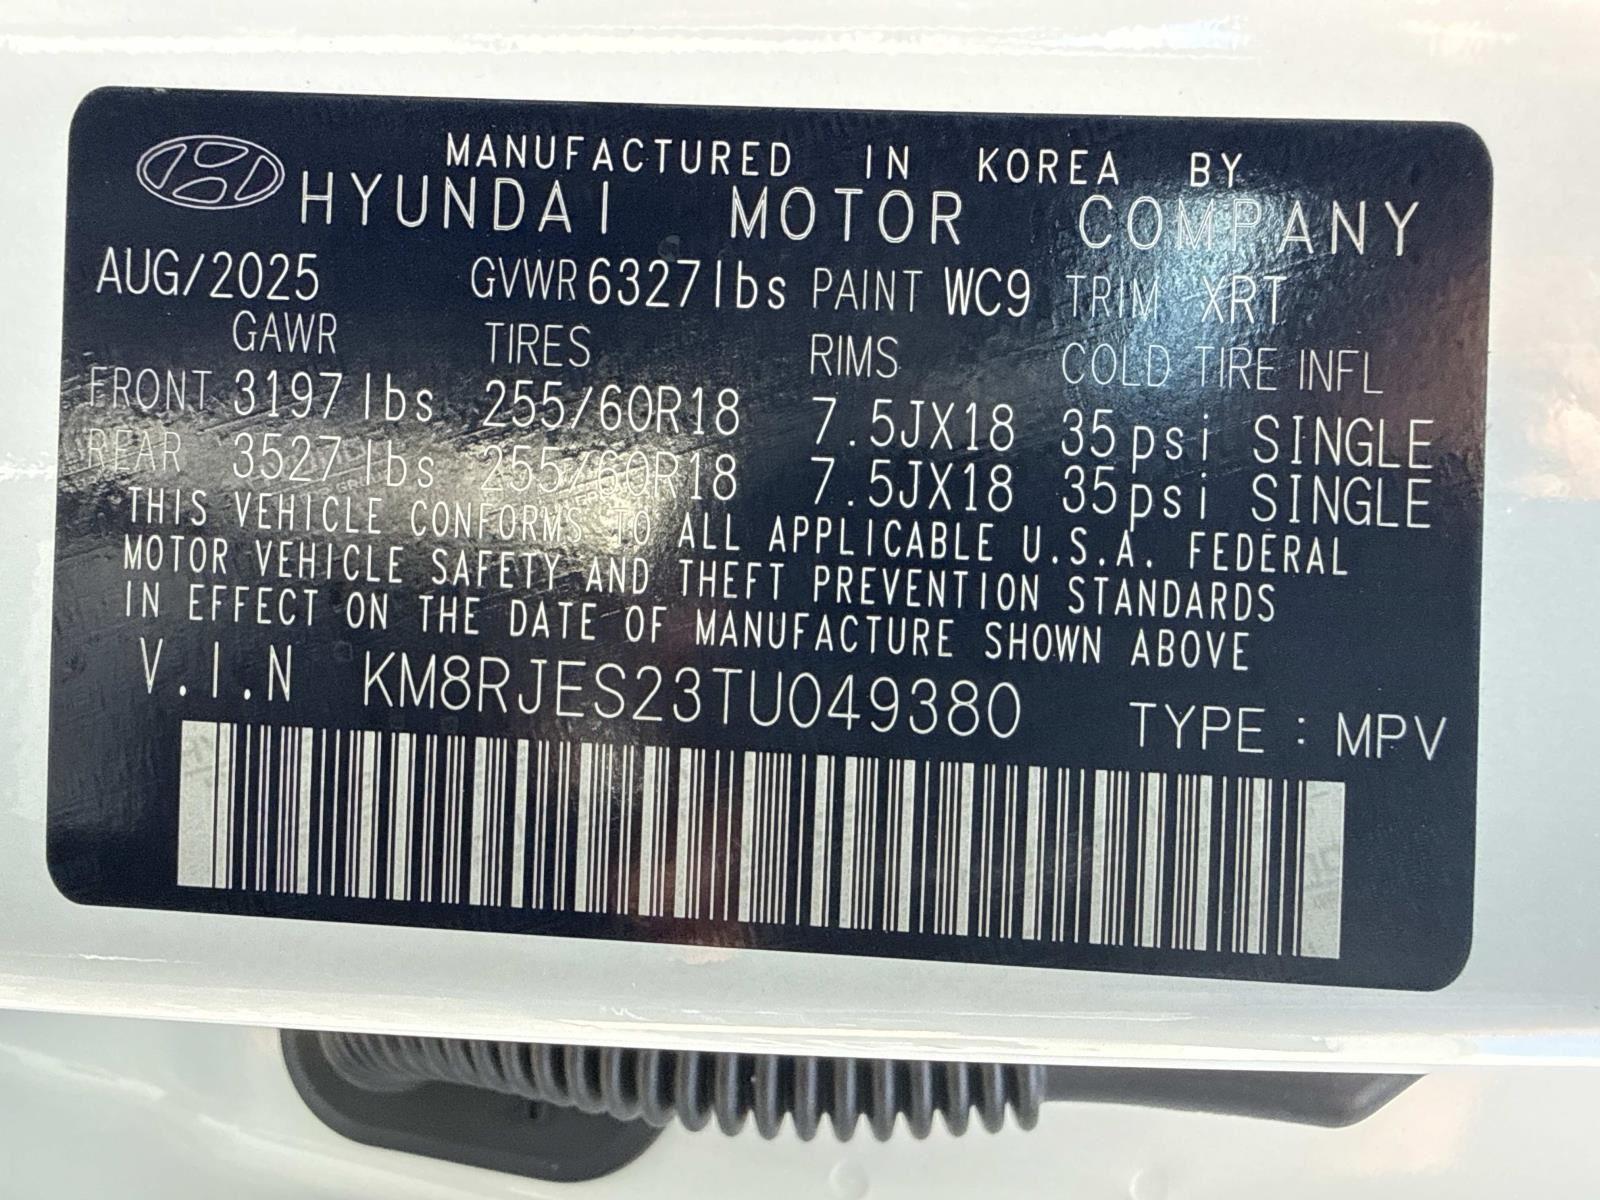 MANUFACTURED IN KOREA BY
HYUNDAI MOTOR COMPANY
AUG/2025 GVWR 6327lbs PAINT WC9 TRIM XRT
GAWR TIRES RIMS COLD TIRE INFL
FRONT 3197lbs 255/60R18 7.5JX18 35psi SINGLE
REAR 3527lbs 255/60R18 7.5JX18 35psi SINGLE
THIS VEHICLE CONFORMS TO ALL APPLICABLE U.S.A. FEDERAL
MOTOR VEHICLE SAFETY AND THEFT PREVENTION STANDARDS
IN EFFECT ON THE DATE OF MANUFACTURE SHOWN ABOVE
V.I.N KM8RJES23TU049380 TYPE : MPV